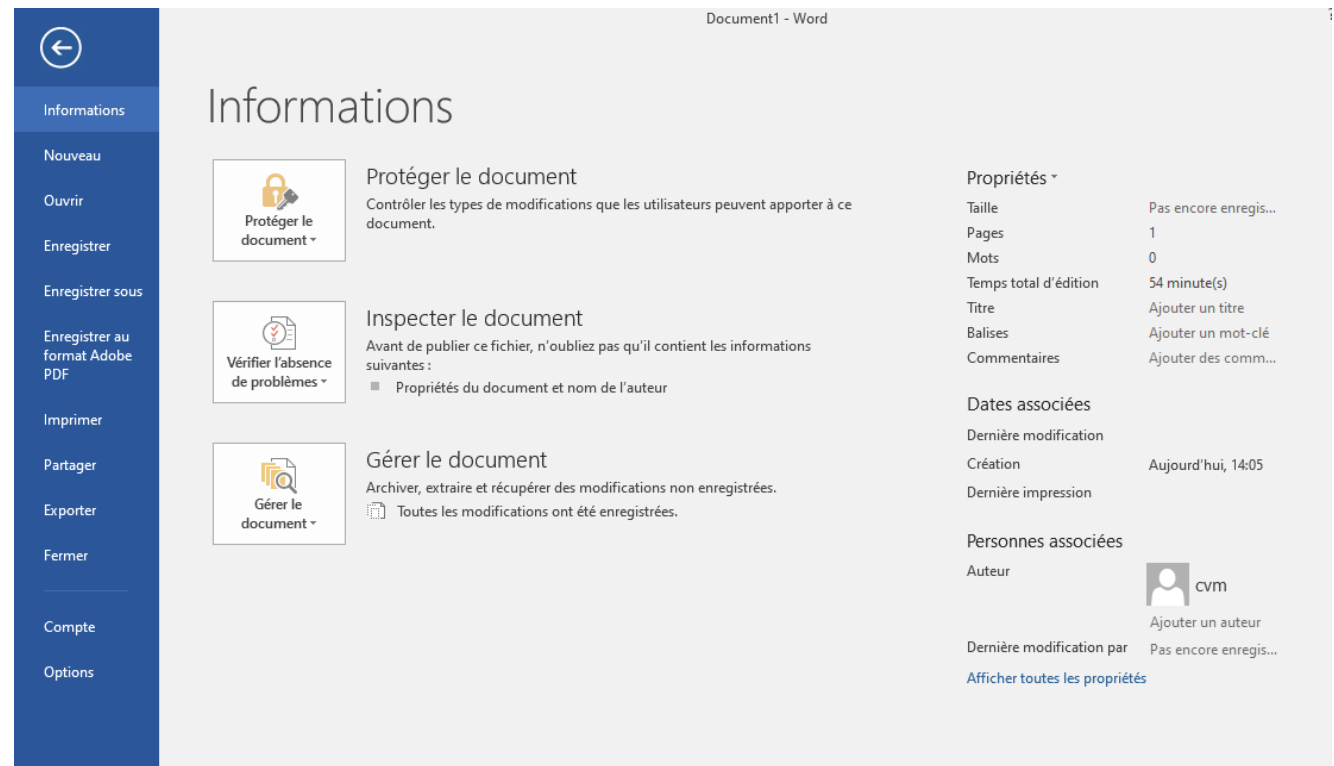 Document1 - Word
?
Informations
Nouveau
Ouvrir
Enregistrer
Enregistrer sous
Enregistrer au
format Adobe
PDF
Imprimer
Partager
Exporter
Fermer
Compte
Options
Informations
Protéger le
document
Protéger le document
Contrôler les types de modifications que les utilisateurs peuvent apporter à ce
document.
Vérifier l'absence
de problèmes
Inspecter le document
Avant de publier ce fichier, n'oubliez pas qu'il contient les informations
suivantes :
Propriétés du document et nom de l'auteur
Gérer le
document
Gérer le document
Archiver, extraire et récupérer des modifications non enregistrées.
Toutes les modifications ont été enregistrées.
Propriétés
Taille Pas encore enregis...
Pages 1
Mots 0
Temps total d'édition 54 minute(s)
Titre Ajouter un titre
Balises Ajouter un mot-clé
Commentaires Ajouter des comm...
Dates associées
Dernière modification
Création Aujourd'hui, 14:05
Dernière impression
Personnes associées
Auteur
cvm
Ajouter un auteur
Dernière modification par Pas encore enregis...
Afficher toutes les propriétés